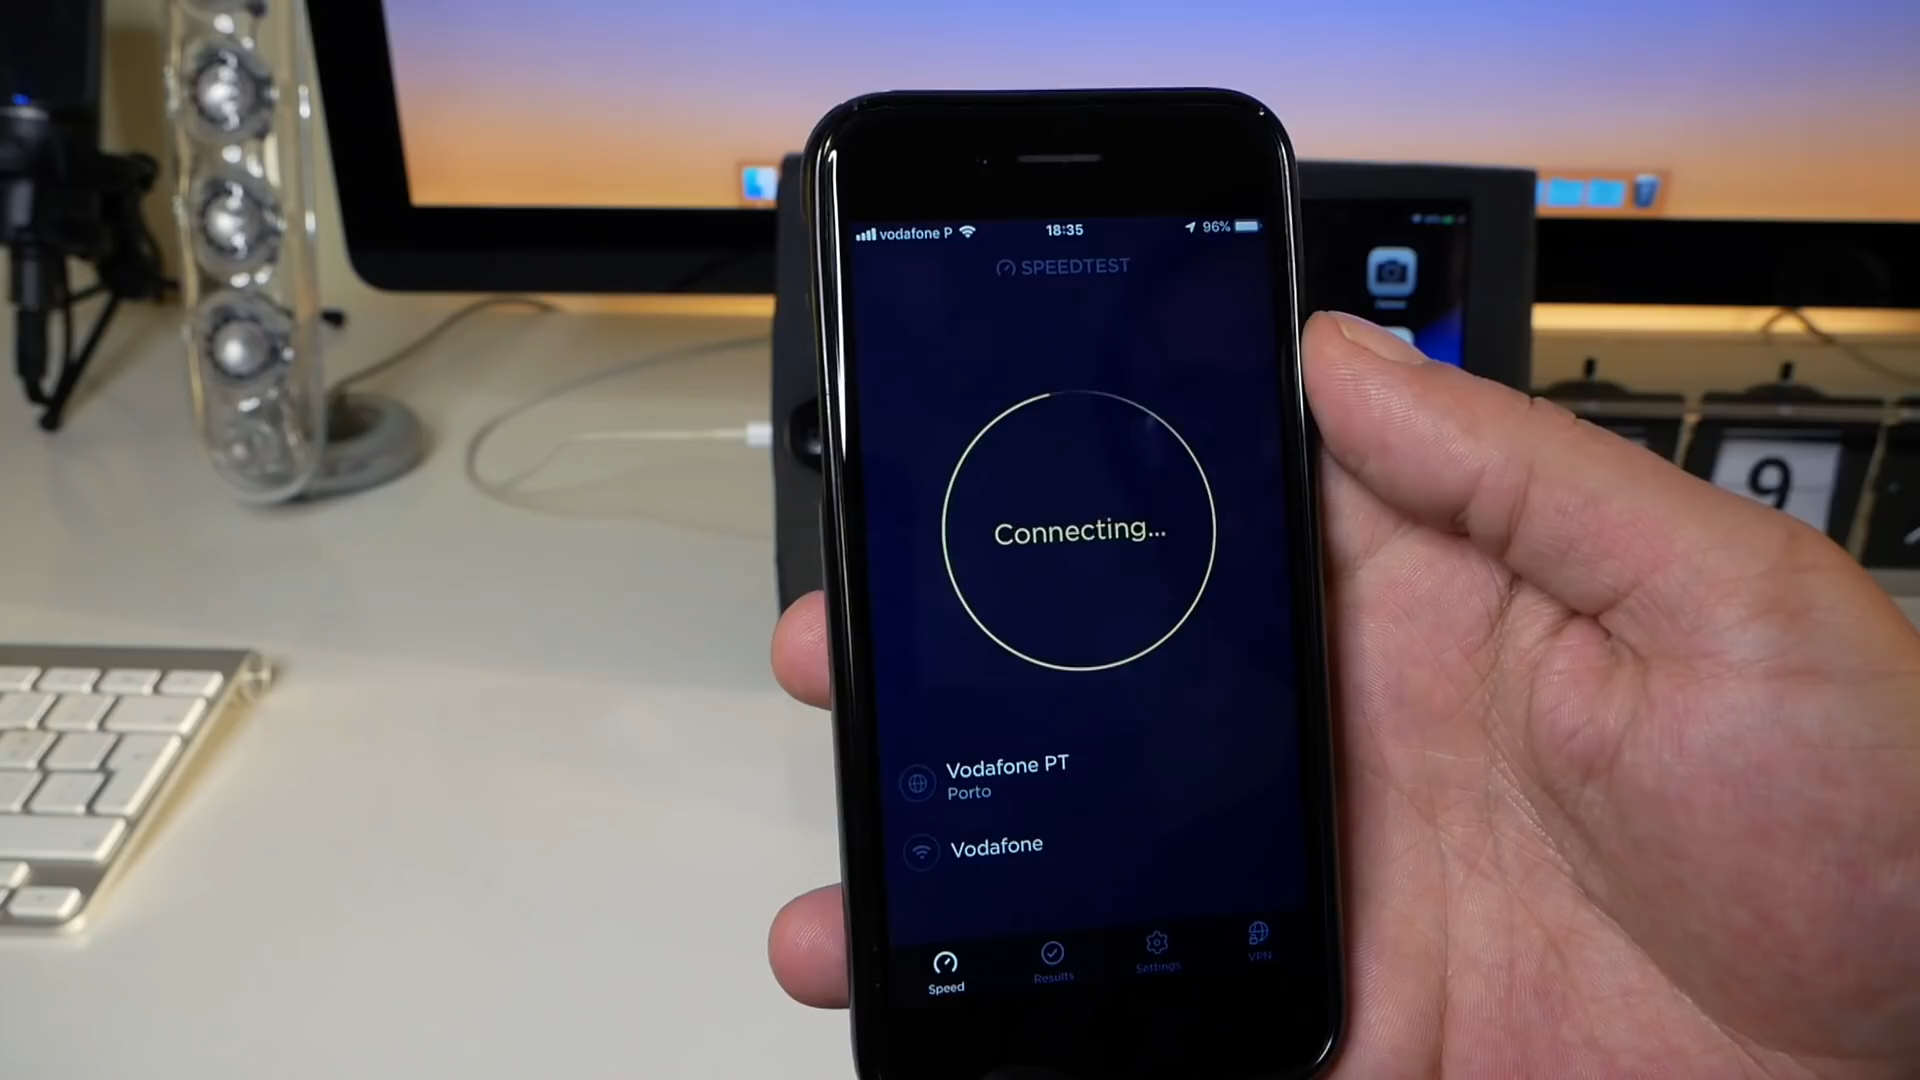 vodafone P 18:35 96%
SPEEDTEST
Connecting...
Vodafone PT
Porto
Vodafone
Speed Results Settings VPN
9